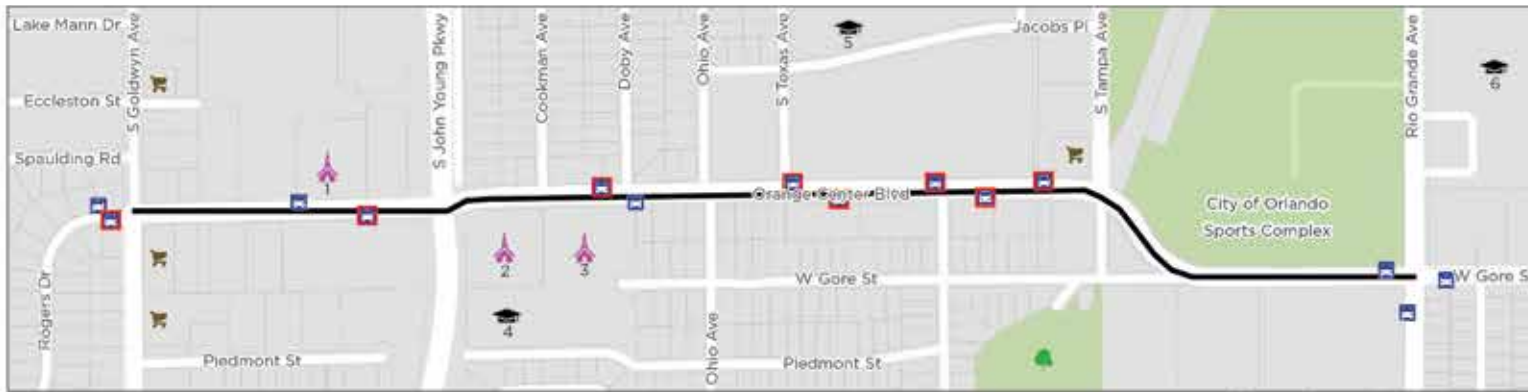 Lake Mann Dr
S Goldwyn Ave
Eccleston St
Spaulding Rd
Rogers Dr
Piedmont St
1
S John Young Pkwy
Cookman Ave
Doby Ave
Ohio Ave
S Texas Ave
5
Jacobs Pl
S Tampa Ave
Rio Grande Ave
6
Orange Center Blvd
2
3
4
W Gore St
Ohio Ave
Piedmont St
City of Orlando
Sports Complex
W Gore S